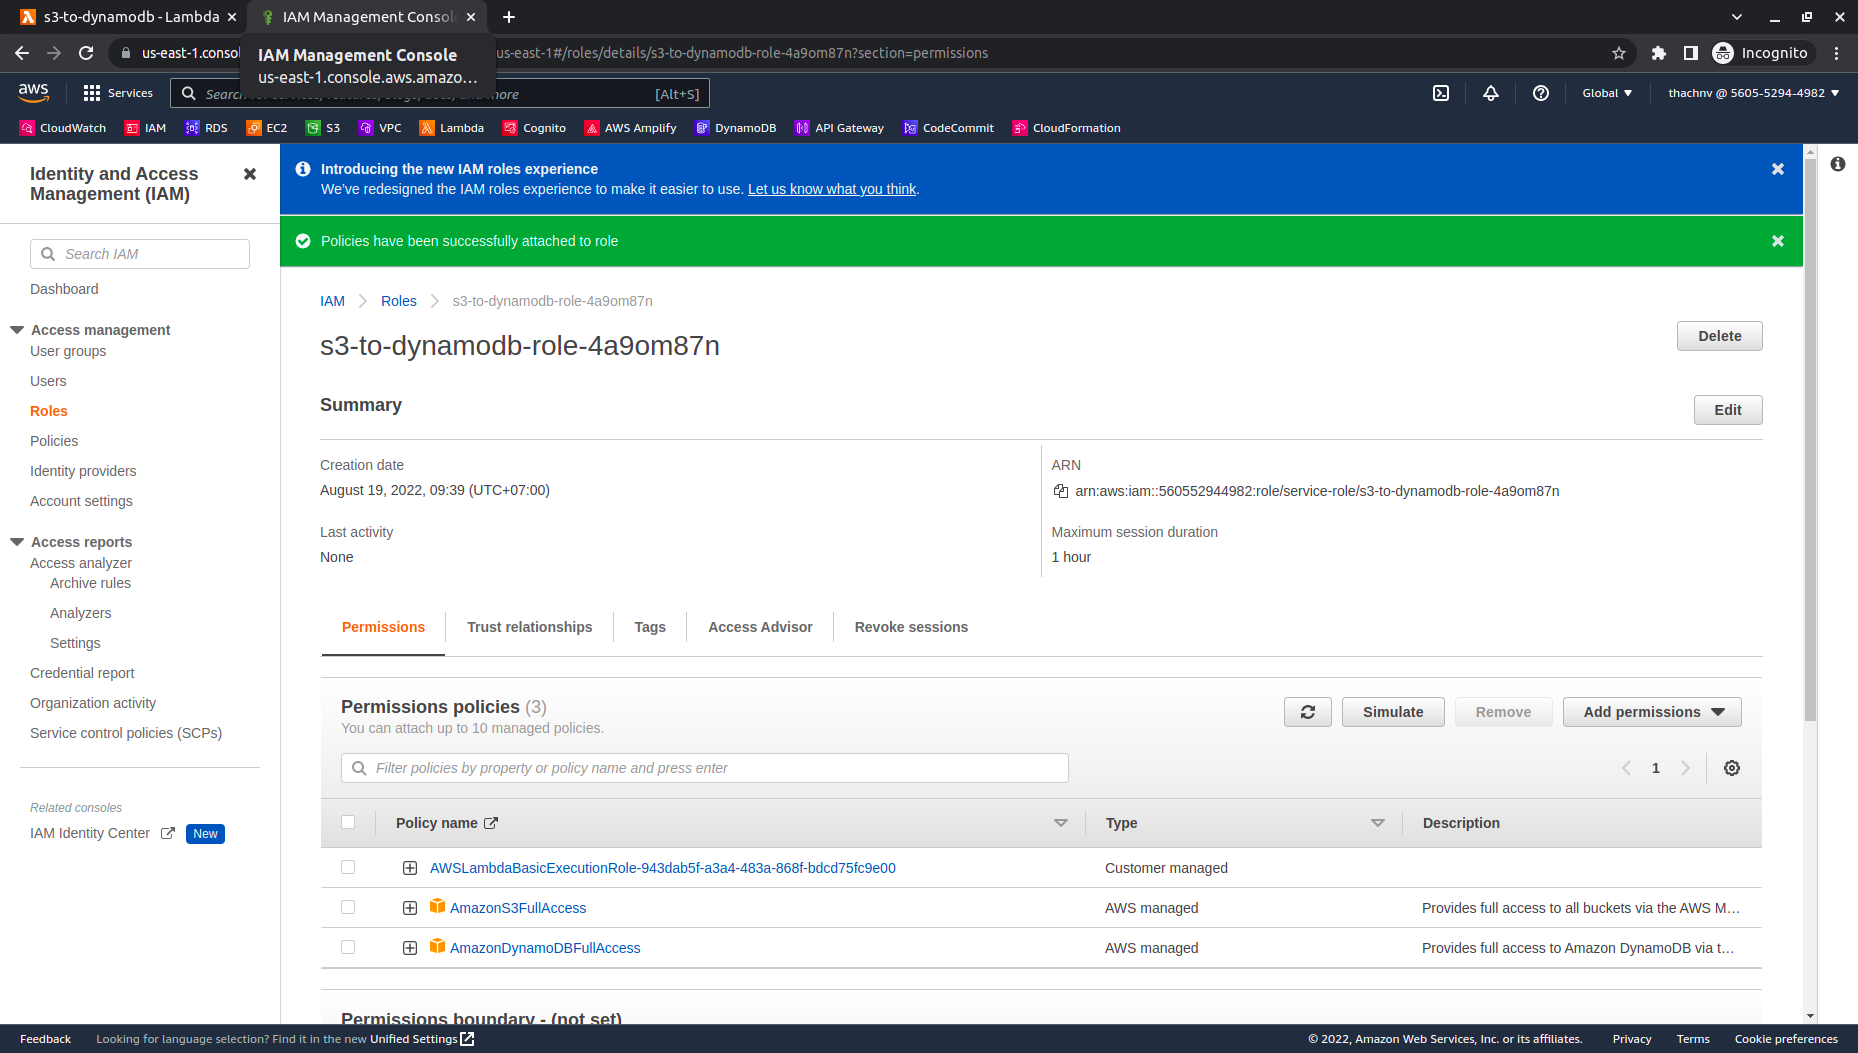 s3-to-dynamodb - Lambda
IAM Management Consol
us-east-1.consol
us-east-1#/roles/details/s3-to-dynamodb-role-4a9om87n?section=permissions
Incognito
IAM Management Console
us-east-1.console.aws.amazo...
aws
Services
[Alt+S]
Global
thachnv @ 5605-5294-4982
CloudWatch
IAM
RDS
EC2
S3
VPC
Lambda
Cognito
AWS Amplify
DynamoDB
API Gateway
CodeCommit
CloudFormation
Identity and Access
Management (IAM)
Search IAM
Dashboard
Access management
User groups
Users
Roles
Policies
Identity providers
Account settings
Access reports
Access analyzer
Archive rules
Analyzers
Settings
Credential report
Organization activity
Service control policies (SCPs)
Related consoles
IAM Identity Center
New
Introducing the new IAM roles experience
We've redesigned the IAM roles experience to make it easier to use. Let us know what you think.
Policies have been successfully attached to role
IAM
Roles
s3-to-dynamodb-role-4a9om87n
s3-to-dynamodb-role-4a9om87n
Delete
Summary
Edit
Creation date
August 19, 2022, 09:39 (UTC+07:00)
ARN
arn:aws:iam::560552944982:role/service-role/s3-to-dynamodb-role-4a9om87n
Last activity
None
Maximum session duration
1 hour
Permissions
Trust relationships
Tags
Access Advisor
Revoke sessions
Permissions policies (3)
You can attach up to 10 managed policies.
Simulate
Remove
Add permissions
Filter policies by property or policy name and press enter
1
Policy name
Type
Description
AWSLambdaBasicExecutionRole-943dab5f-a3a4-483a-868f-bdcd75fc9e00
Customer managed
AmazonS3FullAccess
AWS managed
Provides full access to all buckets via the AWS M...
AmazonDynamoDBFullAccess
AWS managed
Provides full access to Amazon DynamoDB via t...
Permissions boundary - (not set)
Feedback
Looking for language selection? Find it in the new Unified Settings
© 2022, Amazon Web Services, Inc. or its affiliates.
Privacy
Terms
Cookie preferences